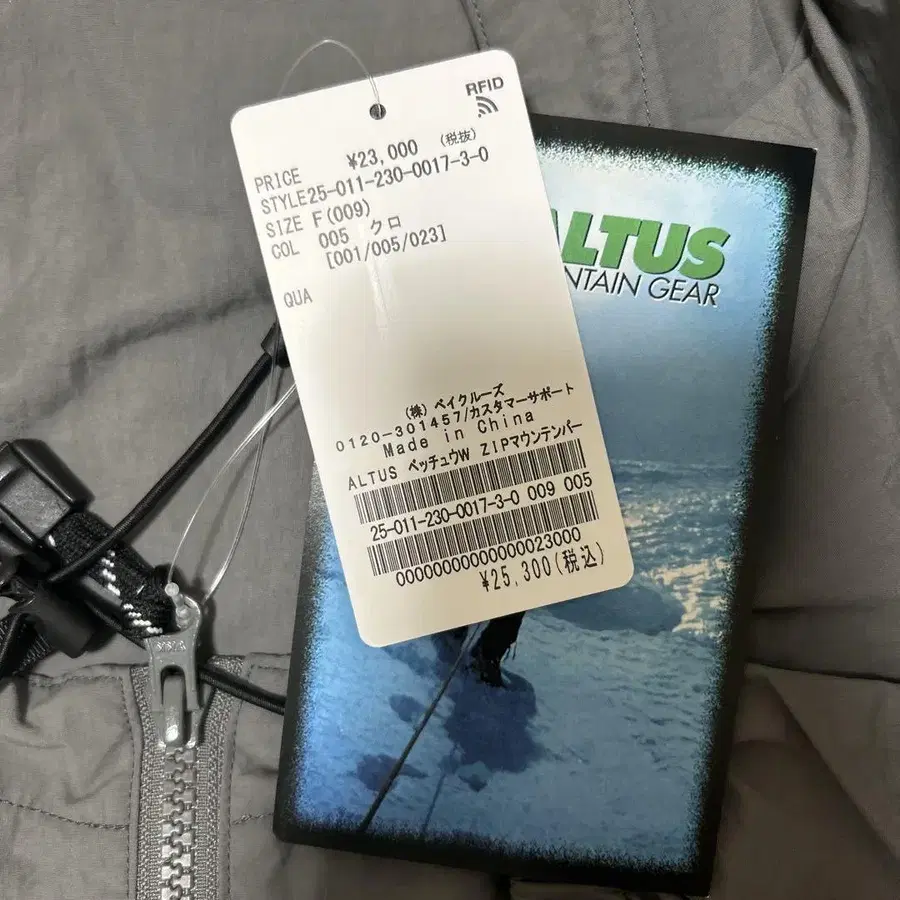 RFID
PRICE ¥23,000 (税抜)
STYLE25-011-230-0017-3-0
SIZE F(009)
COL 005 クロ
[001/005/023]
QUA
(株) ベイクルーズ
0120-301457/カスタマーサポート
Made in China
ALTUS ベッチュウW ZIPマウンテンパー
25-011-230-0017-3-0 009 005
0000000000000023000
¥25,300(税込)
ALTUS
NTAIN GEAR